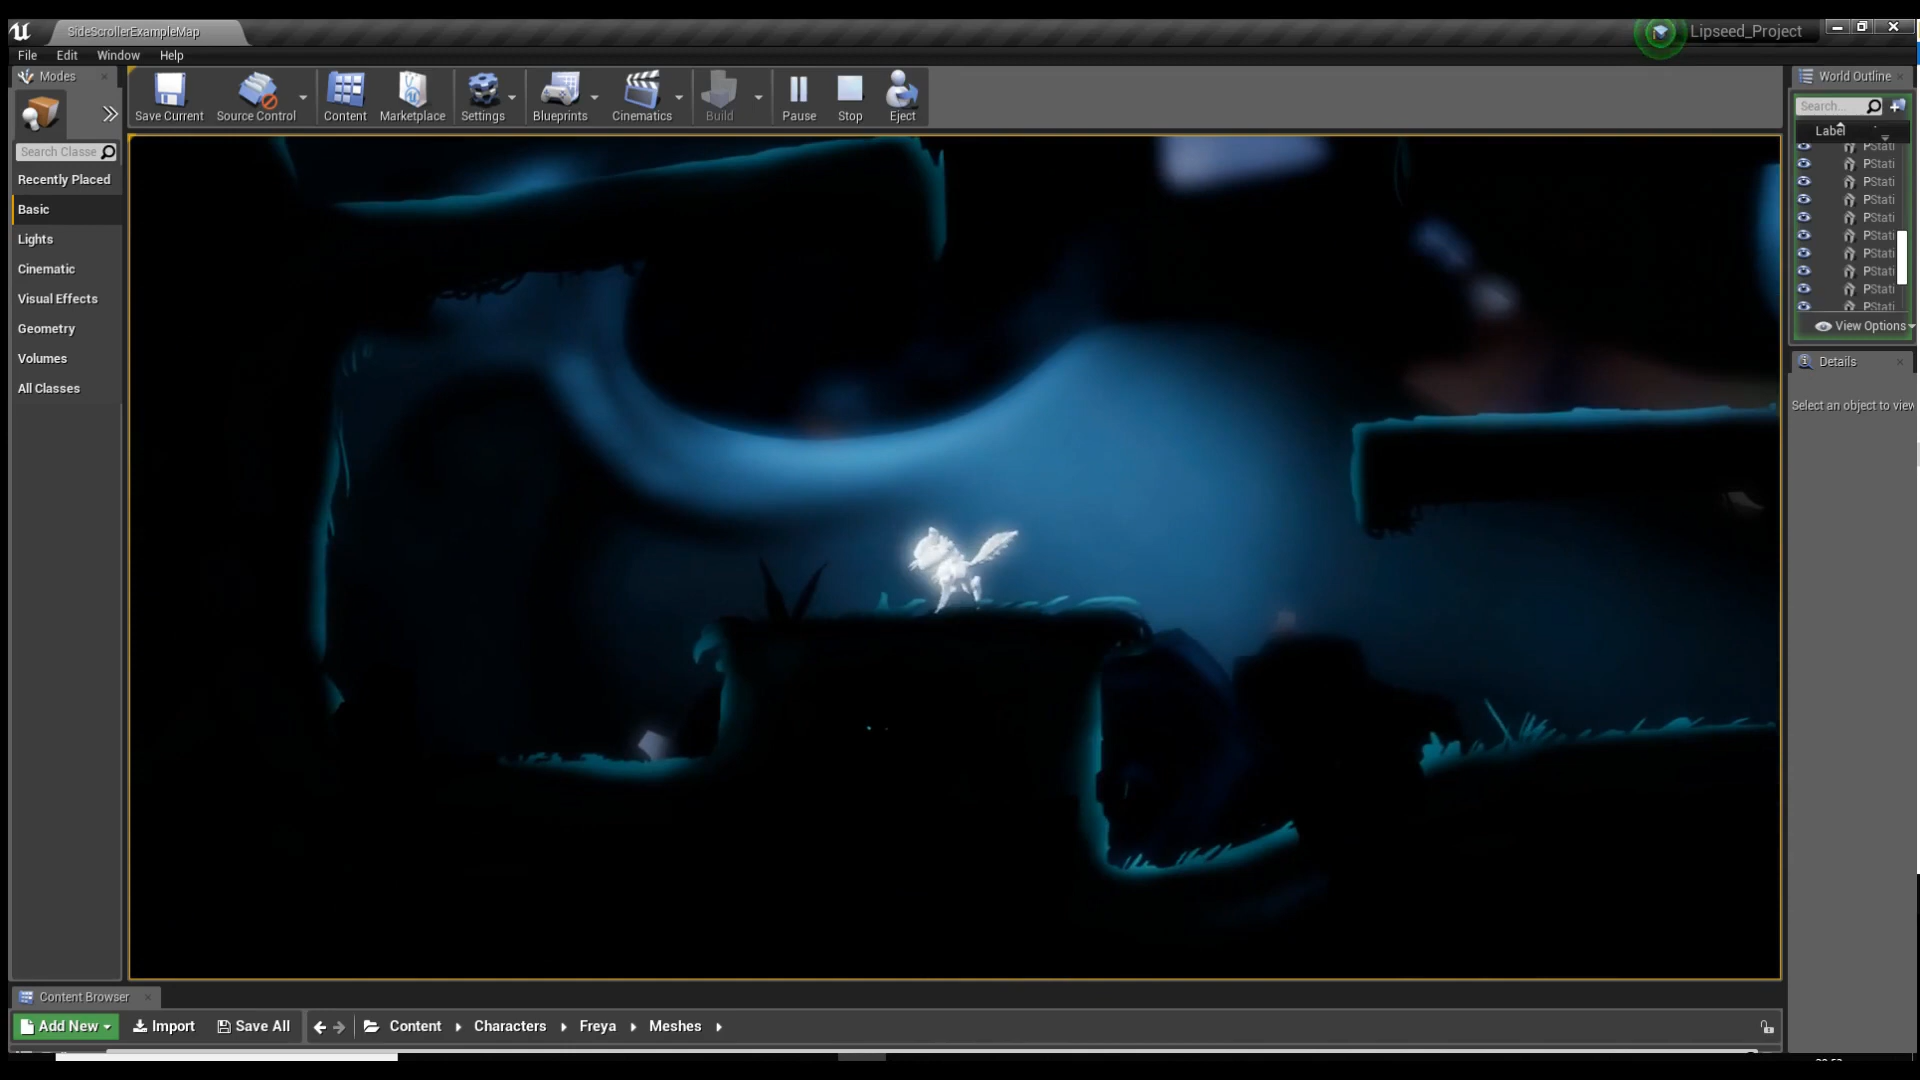 SideScrollerExampleMap
Lipseed_Project
File Edit Window Help
Modes
Save Current Source Control Content Marketplace Settings Blueprints Cinematics Build Pause Stop Eject
World Outline
Search...
Label
Search Classe
Recently Placed
Basic
Lights
Cinematic
Visual Effects
Geometry
Volumes
All Classes
PStati
PStati
PStati
PStati
PStati
PStati
PStati
PStati
PStati
PStati
View Options
Details
Select an object to view
Content Browser
Add New Import Save All Content Characters Freya Meshes